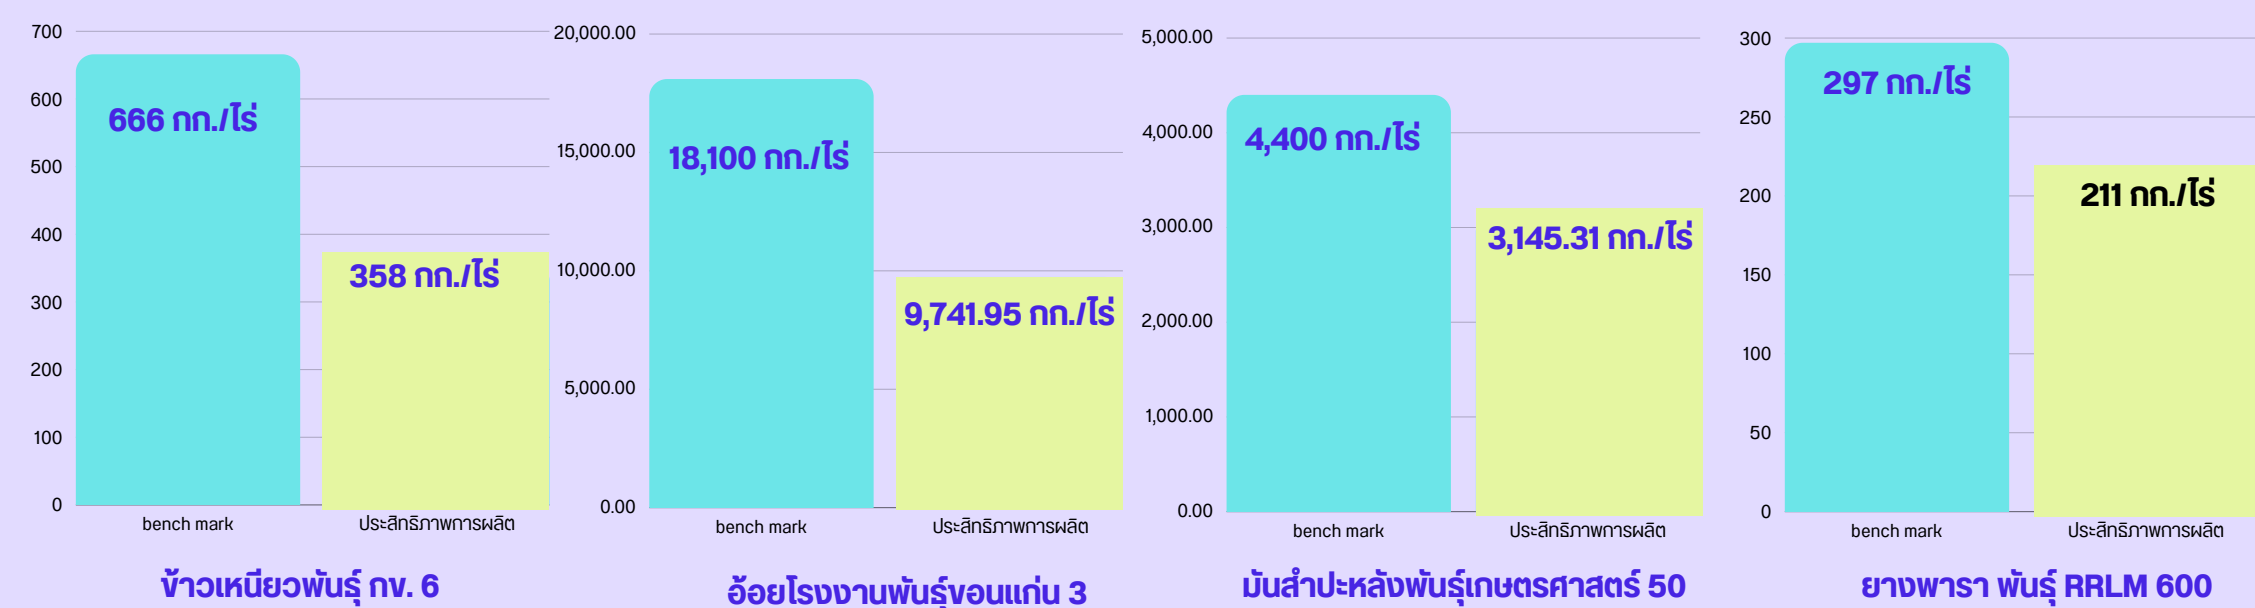 700
600
500
400
300
200
100
0
666 กก./ไร่
358 กก./ไร่
bench mark
ประสิทธิภาพการผลิต
ข้าวเหนียวพันธุ์ กข. 6
20,000.00
15,000.00
10,000.00
5,000.00
0.00
18,100 กก./ไร่
9,741.95 กก./ไร่
bench mark
ประสิทธิภาพการผลิต
อ้อยโรงงานพันธุ์ขอนแก่น 3
5,000.00
4,000.00
3,000.00
2,000.00
1,000.00
0.00
4,400 กก./ไร่
3,145.31 กก./ไร่
bench mark
ประสิทธิภาพการผลิต
มันสำปะหลังพันธุ์เกษตรศาสตร์ 50
300
250
200
150
100
50
0
297 กก./ไร่
211 กก./ไร่
bench mark
ประสิทธิภาพการผลิต
ยางพารา พันธุ์ RRLM 600